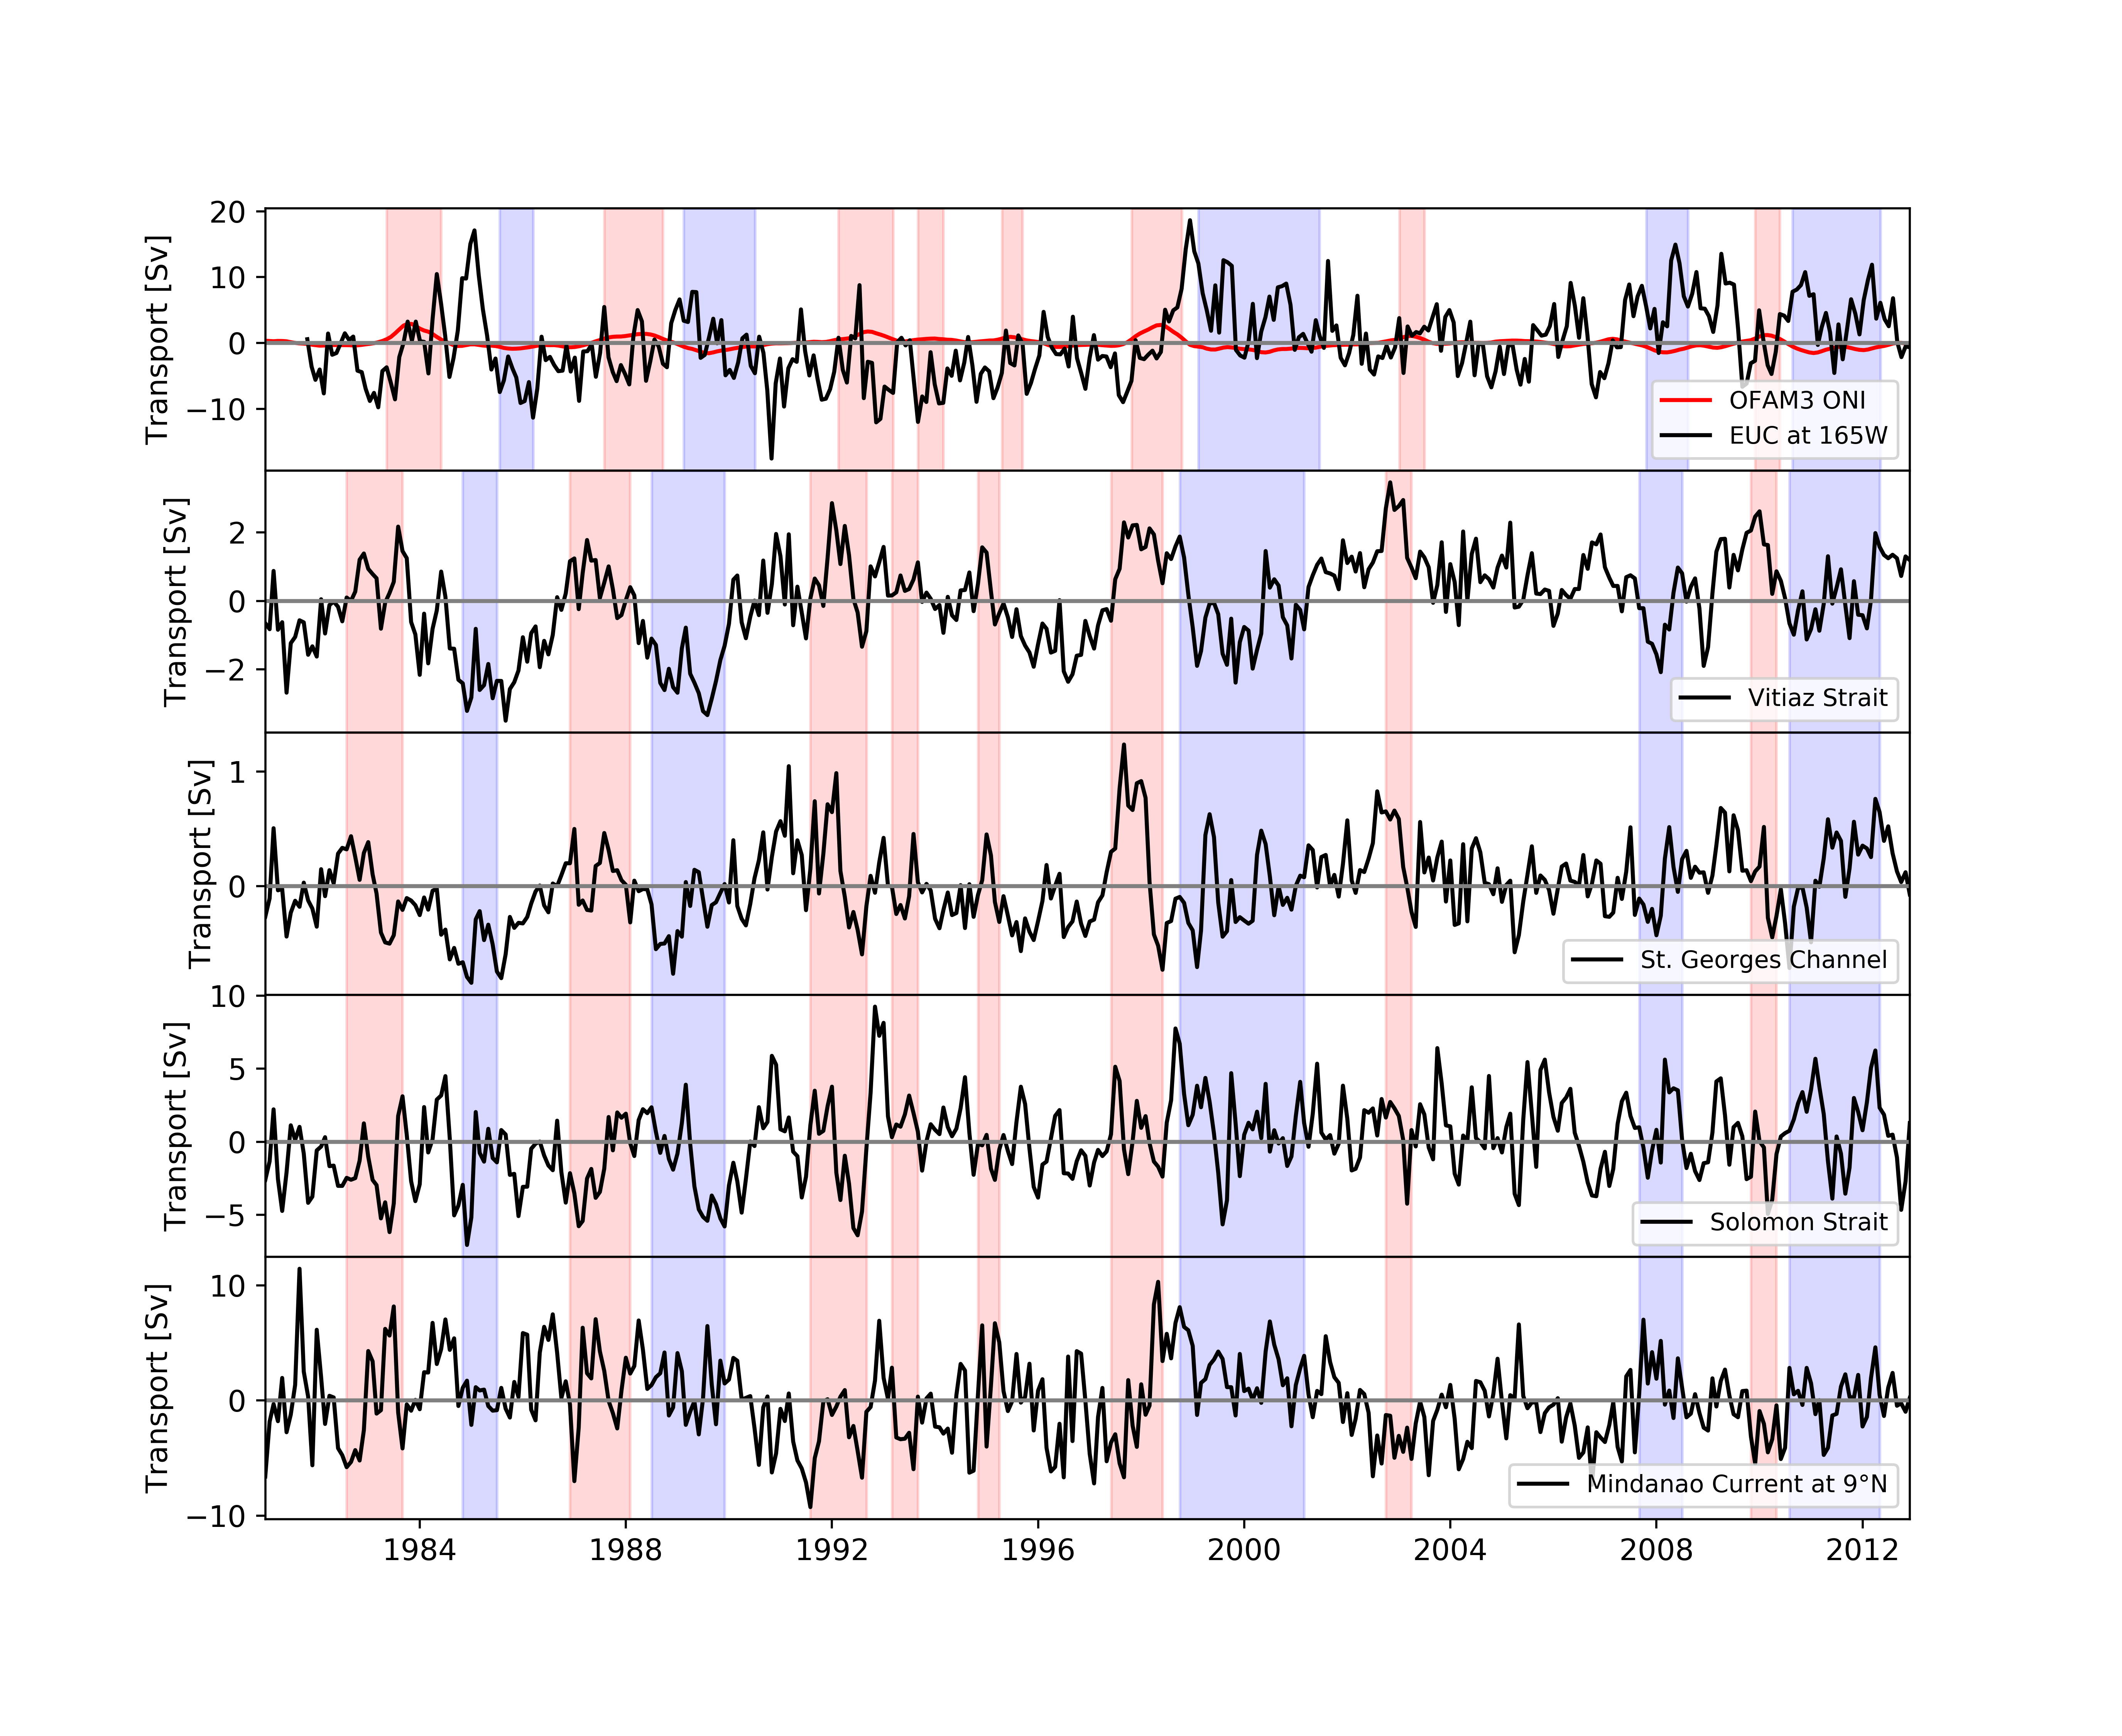 20
10
0
−10
Transport [Sv]
OFAM3 ONI
EUC at 165W
2
0
−2
Transport [Sv]
Vitiaz Strait
1
0
Transport [Sv]
St. Georges Channel
10
5
0
−5
Transport [Sv]
Solomon Strait
10
0
−10
Transport [Sv]
Mindanao Current at 9°N
1984 1988 1992 1996 2000 2004 2008 2012